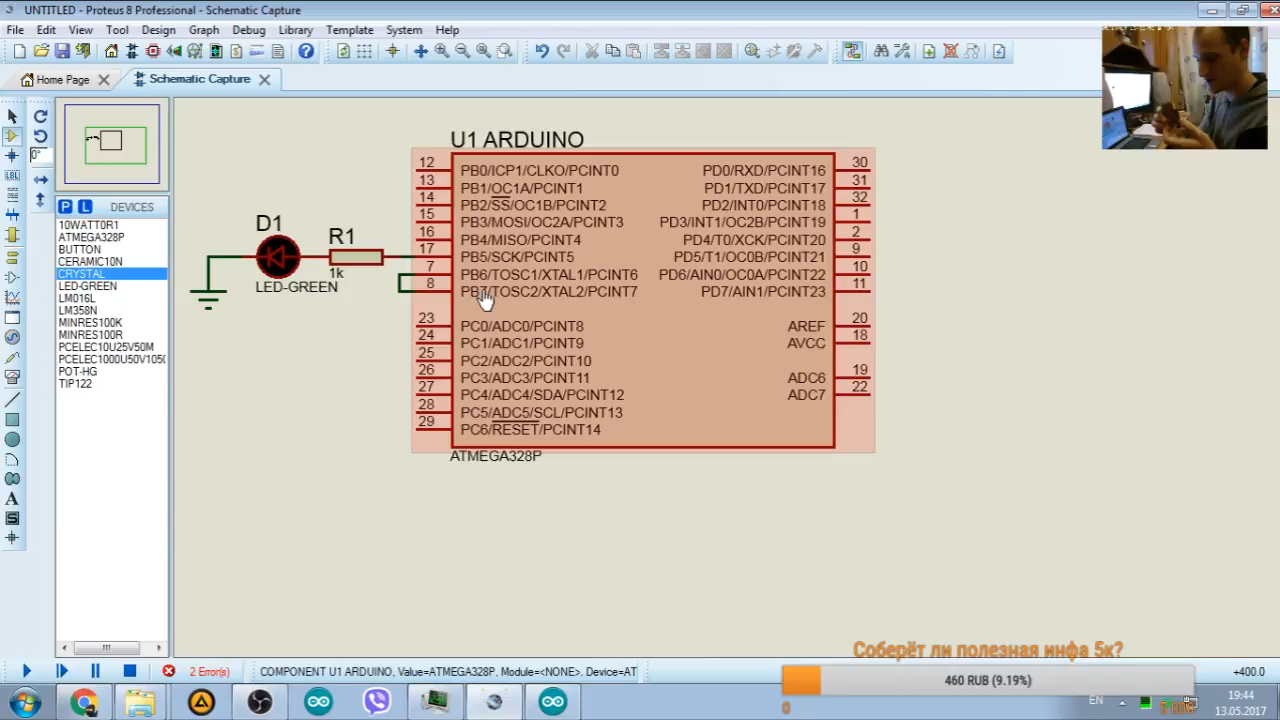 UNTITLED - Proteus 8 Professional - Schematic Capture
File Edit View Tool Design Graph Debug Library Template System Help
Home Page
Schematic Capture
0°
P L DEVICES
10WATT0R1
ATMEGA328P
BUTTON
CERAMIC10N
CRYSTAL
LED-GREEN
LM016L
LM358N
MINRES100K
MINRES100R
PCELEC10U25V50M
PCELEC1000U50V1050
POT-HG
TIP122
U1 ARDUINO
12 PB0/ICP1/CLKO/PCINT0 PD0/RXD/PCINT16 30
13 PB1/OC1A/PCINT1 PD1/TXD/PCINT17 31
14 PB2/SS/OC1B/PCINT2 PD2/INT0/PCINT18 32
15 PB3/MOSI/OC2A/PCINT3 PD3/INT1/OC2B/PCINT19 1
16 PB4/MISO/PCINT4 PD4/T0/XCK/PCINT20 2
17 PB5/SCK/PCINT5 PD5/T1/OC0B/PCINT21 9
7 PB6/TOSC1/XTAL1/PCINT6 PD6/AIN0/OC0A/PCINT22 10
8 PB7/TOSC2/XTAL2/PCINT7 PD7/AIN1/PCINT23 11
23 PC0/ADC0/PCINT8 AREF 20
24 PC1/ADC1/PCINT9 AVCC 18
25 PC2/ADC2/PCINT10
26 PC3/ADC3/PCINT11 ADC6 19
27 PC4/ADC4/SDA/PCINT12 ADC7 22
28 PC5/ADC5/SCL/PCINT13
29 PC6/RESET/PCINT14
ATMEGA328P
D1
LED-GREEN
R1
1k
Соберёт ли полезная инфа 5к?
460 RUB (9.19%)
0
2 Error(s)
COMPONENT U1 ARDUINO, Value=ATMEGA328P, Module=<NONE>. Device=AT
+400.0
EN
19:44
13.05.2017